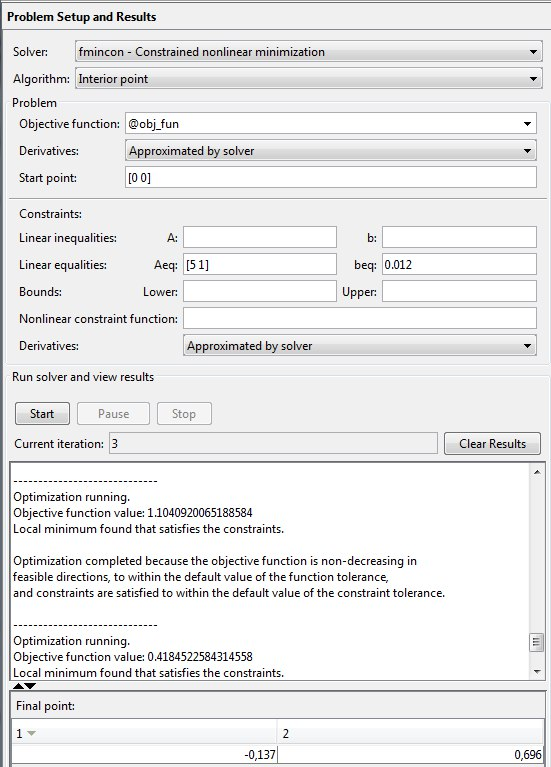 Problem Setup and Results
Solver: fmincon - Constrained nonlinear minimization
Algorithm: Interior point
Problem
Objective function: @obj_fun
Derivatives: Approximated by solver
Start point: [0 0]
Constraints:
Linear inequalities: A: b:
Linear equalities: Aeq: [5 1] beq: 0.012
Bounds: Lower: Upper:
Nonlinear constraint function:
Derivatives: Approximated by solver
Run solver and view results
Start Pause Stop
Current iteration: 3 Clear Results
-----------------------------
Optimization running.
Objective function value: 1.1040920065188584
Local minimum found that satisfies the constraints.
Optimization completed because the objective function is non-decreasing in
feasible directions, to within the default value of the function tolerance,
and constraints are satisfied to within the default value of the constraint tolerance.
-----------------------------
Optimization running.
Objective function value: 0.4184522584314558
Local minimum found that satisfies the constraints.
Final point:
1 2
-0,137 0,696